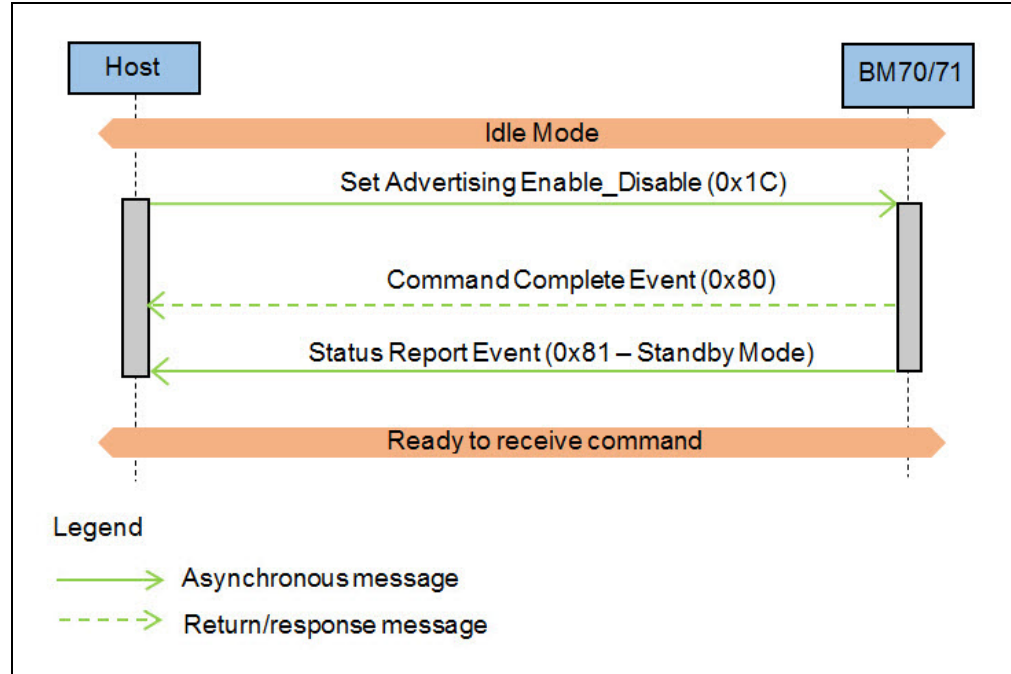 Host
BM70/71
Idle Mode
Set Advertising Enable_Disable (0x1C)
Command Complete Event (0x80)
Status Report Event (0x81 – Standby Mode)
Ready to receive command
Legend
Asynchronous message
Return/response message